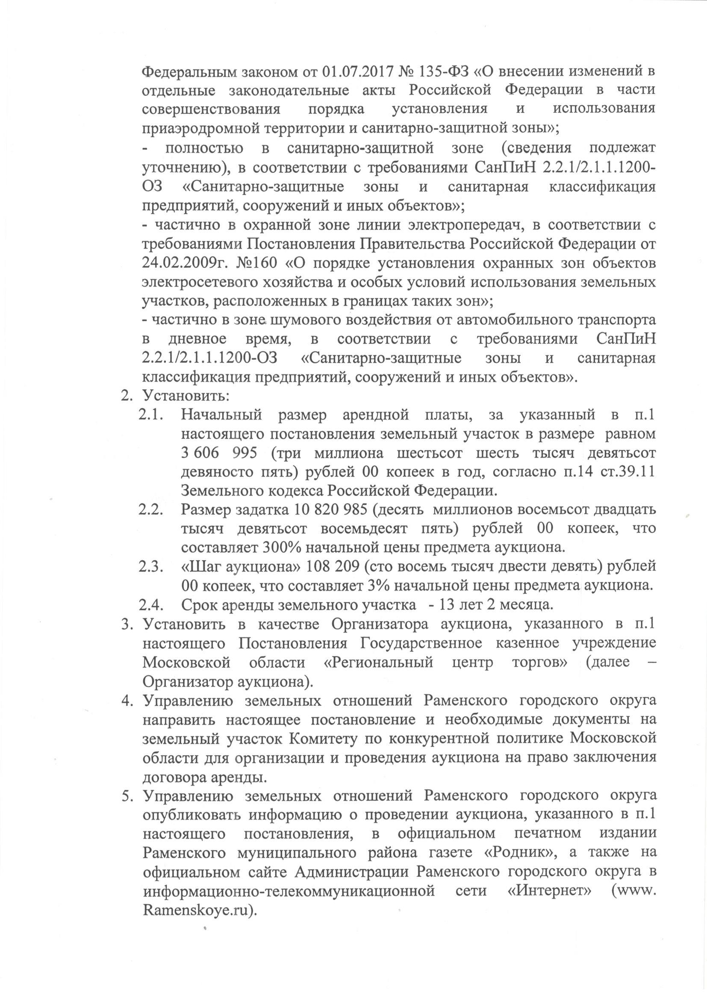 Федеральным законом от 01.07.2017 № 135-ФЗ «О внесении изменений в
отдельные законодательные акты Российской Федерации в части
совершенствования порядка установления и использования
приаэродромной территории и санитарно-защитной зоны»;
- полностью в санитарно-защитной зоне (сведения подлежат
уточнению), в соответствии с требованиями СанПиН 2.2.1/2.1.1.1200-
ОЗ «Санитарно-защитные зоны и санитарная классификация
предприятий, сооружений и иных объектов»;
- частично в охранной зоне линии электропередач, в соответствии с
требованиями Постановления Правительства Российской Федерации от
24.02.2009г. №160 «О порядке установления охранных зон объектов
электросетевого хозяйства и особых условий использования земельных
участков, расположенных в границах таких зон»;
- частично в зоне шумового воздействия от автомобильного транспорта
в дневное время, в соответствии с требованиями СанПиН
2.2.1/2.1.1.1200-ОЗ «Санитарно-защитные зоны и санитарная
классификация предприятий, сооружений и иных объектов».
2. Установить:
2.1. Начальный размер арендной платы, за указанный в п.1
настоящего постановления земельный участок в размере равном
3 606 995 (три миллиона шестьсот шесть тысяч девятьсот
девяносто пять) рублей 00 копеек в год, согласно п.14 ст.39.11
Земельного кодекса Российской Федерации.
2.2. Размер задатка 10 820 985 (десять миллионов восемьсот двадцать
тысяч девятьсот восемьдесят пять) рублей 00 копеек, что
составляет 300% начальной цены предмета аукциона.
2.3. «Шаг аукциона» 108 209 (сто восемь тысяч двести девять) рублей
00 копеек, что составляет 3% начальной цены предмета аукциона.
2.4. Срок аренды земельного участка - 13 лет 2 месяца.
3. Установить в качестве Организатора аукциона, указанного в п.1
настоящего Постановления Государственное казенное учреждение
Московской области «Региональный центр торгов» (далее –
Организатор аукциона).
4. Управлению земельных отношений Раменского городского округа
направить настоящее постановление и необходимые документы на
земельный участок Комитету по конкурентной политике Московской
области для организации и проведения аукциона на право заключения
договора аренды.
5. Управлению земельных отношений Раменского городского округа
опубликовать информацию о проведении аукциона, указанного в п.1
настоящего постановления, в официальном печатном издании
Раменского муниципального района газете «Родник», а также на
официальном сайте Администрации Раменского городского округа в
информационно-телекоммуникационной сети «Интернет» (www.
Ramenskoye.ru).